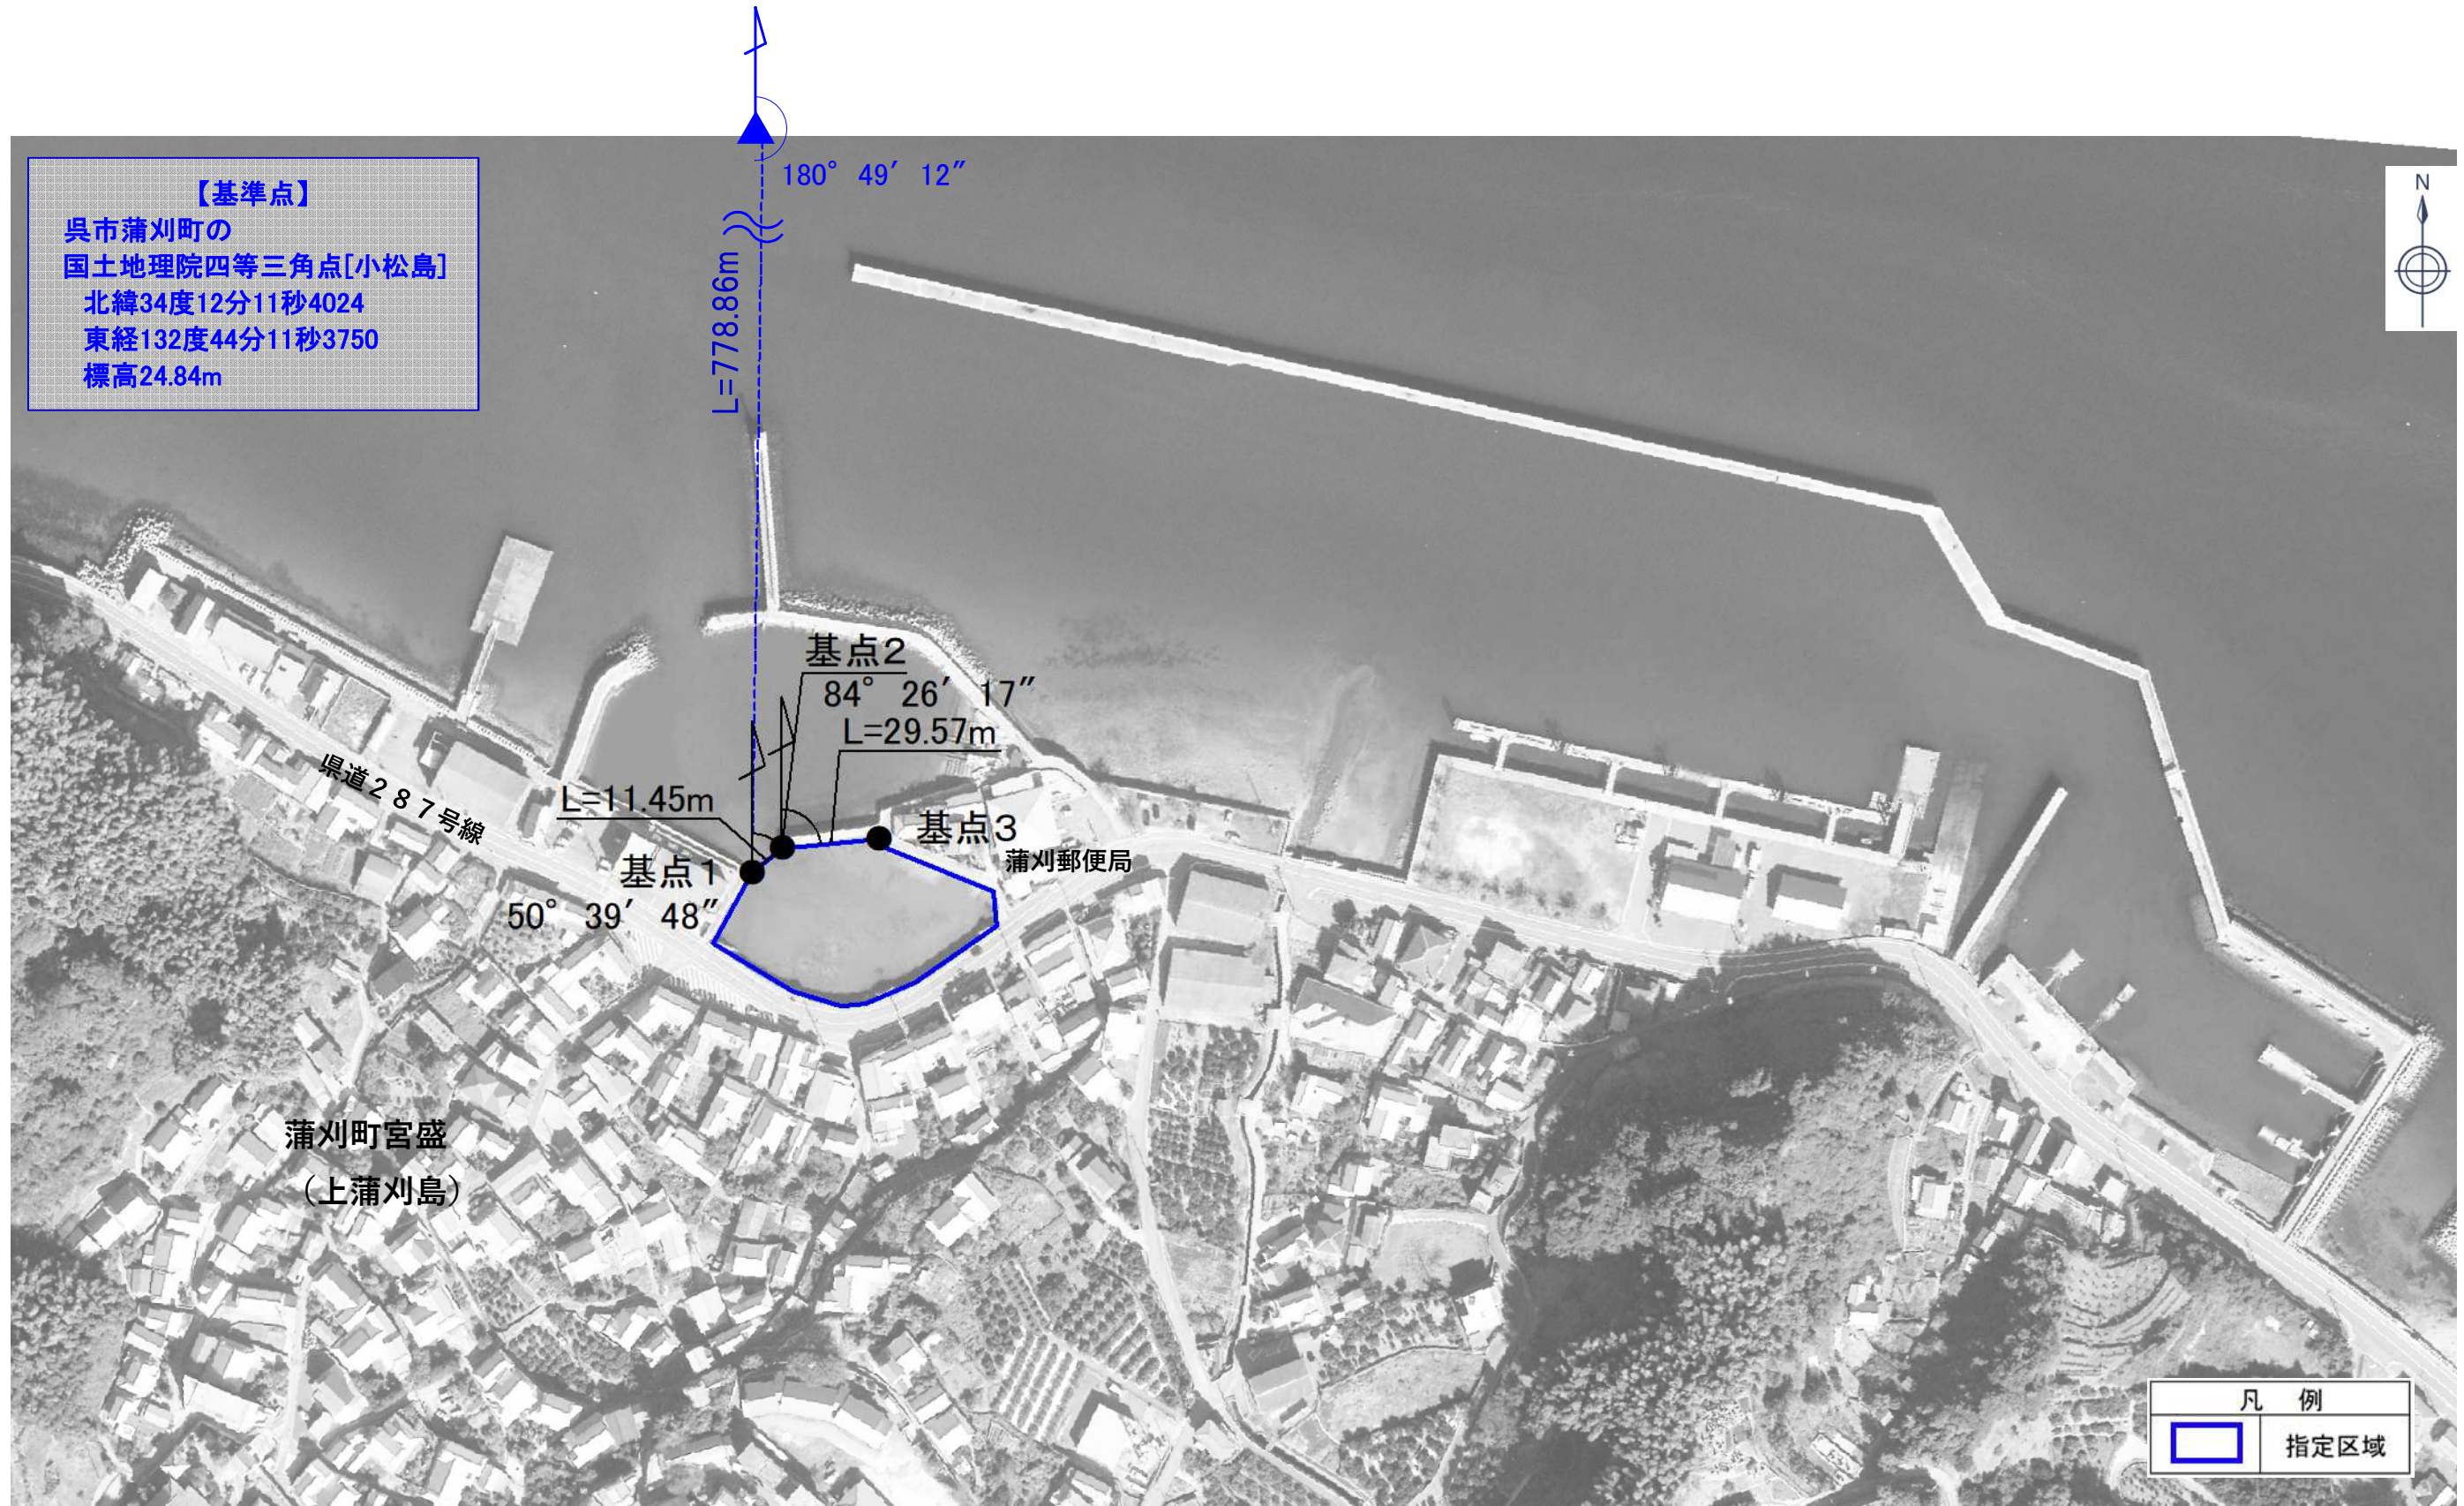 180° 49′ 12″
【基準点】
呉市蒲刈町の
国土地理院四等三角点[小松島]
北緯34度12分11秒4024
東経132度44分11秒3750
標高24.84m
N
L=778.86m
基点2
84° 26′ 17″
L=29.57m
県道287号線
L=11.45m
基点3
蒲刈郵便局
基点1
50° 39′ 48″
蒲刈町宮盛
（上蒲刈島）
凡 例
指定区域